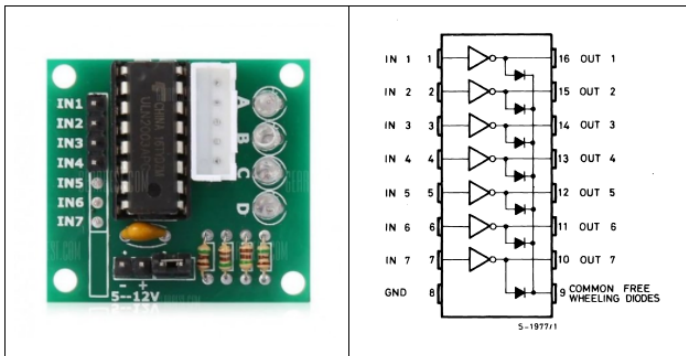 IN1
IN2
IN3
IN4
IN5
IN6
IN7
A
B
C
D
- +
5--12V
IN 1 1 16 OUT 1
IN 2 2 15 OUT 2
IN 3 3 14 OUT 3
IN 4 4 13 OUT 4
IN 5 5 12 OUT 5
IN 6 6 11 OUT 6
IN 7 7 10 OUT 7
GND 8 9 COMMON FREE
WHEELING DIODES
S-1977/1